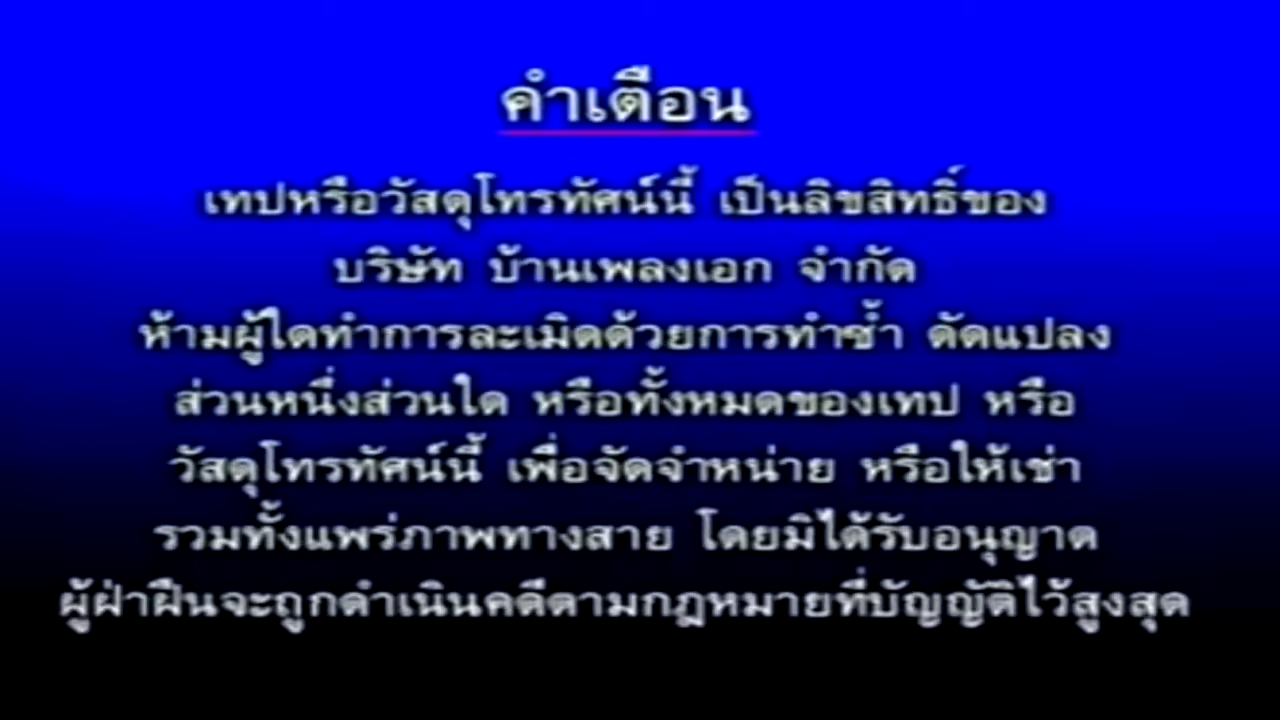 คำเตือน
เทปหรือวัสดุโทรทัศน์นี้ เป็นลิขสิทธิ์ของ
บริษัท บ้านเพลงเอก จำกัด
ห้ามผู้ใดทำการละเมิดด้วยการทำซ้ำ ดัดแปลง
ส่วนหนึ่งส่วนใด หรือทั้งหมดของเทป หรือ
วัสดุโทรทัศน์นี้ เพื่อจัดจำหน่าย หรือให้เช่า
รวมทั้งแพร่ภาพทางสาย โดยมิได้รับอนุญาต
ผู้ฝ่าฝืนจะถูกดำเนินคดีตามกฎหมายที่บัญญัติไว้สูงสุด